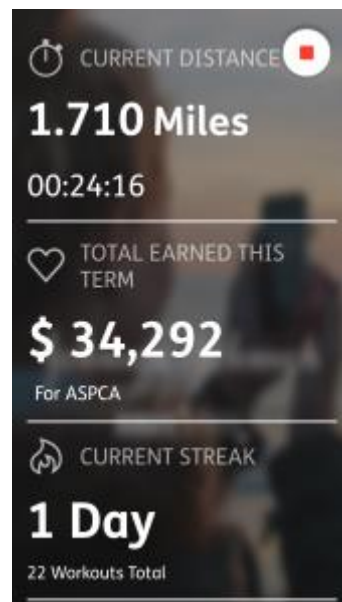 CURRENT DISTANCE
1.710 Miles
00:24:16
TOTAL EARNED THIS
TERM
$ 34,292
For ASPCA
CURRENT STREAK
1 Day
22 Workouts Total